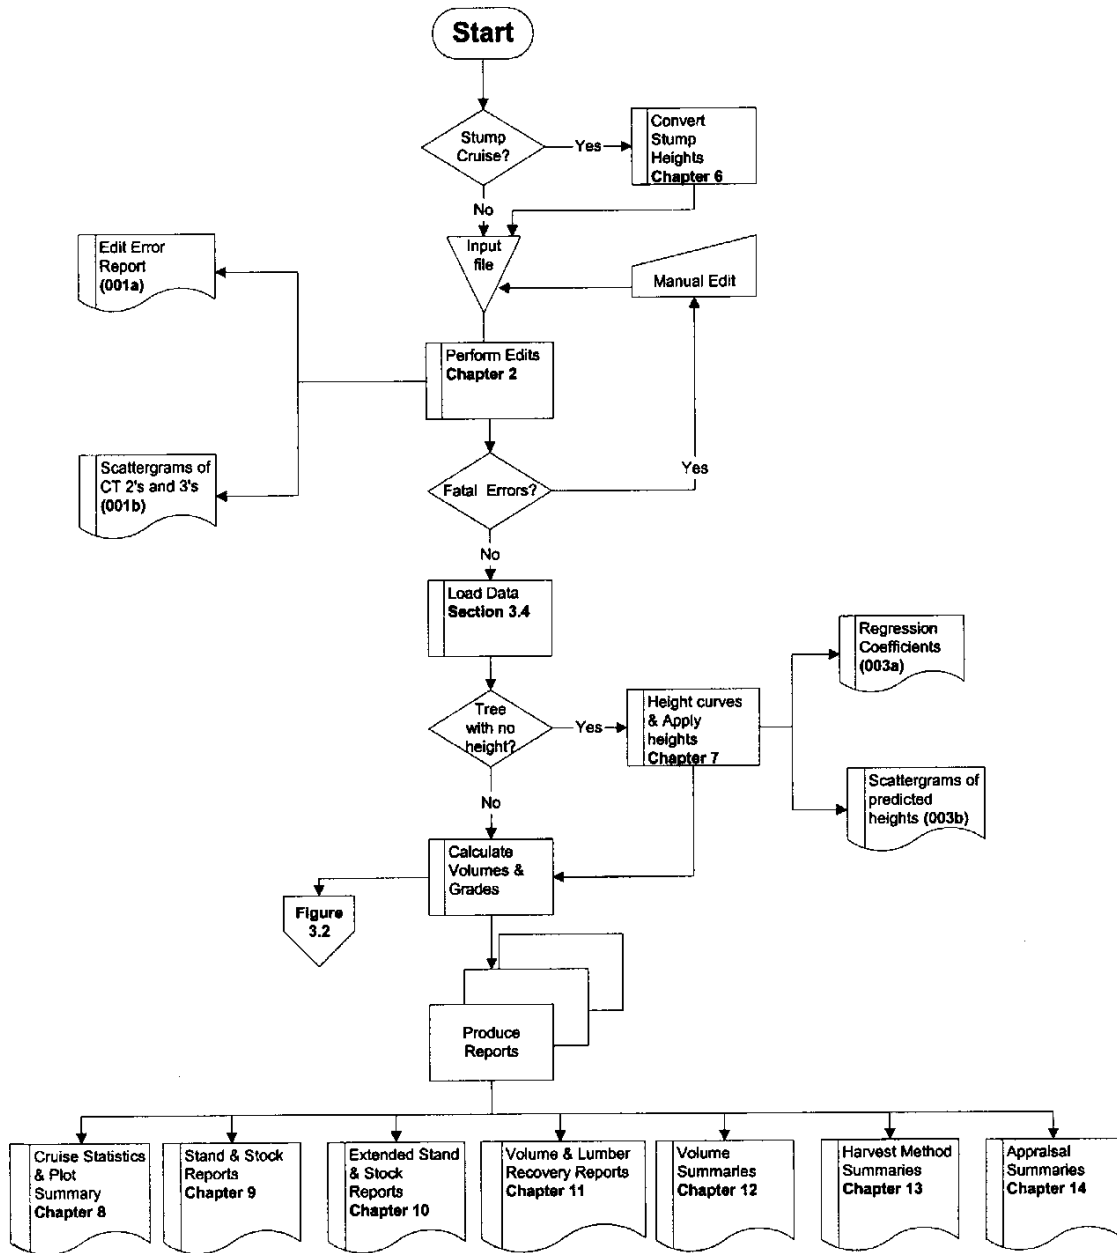 Start
Stump
Cruise?
Yes
Convert
Stump
Heights
Chapter 6
No
Input
file
Manual Edit
Edit Error
Report
(001a)
Perform Edits
Chapter 2
Scattergrams of
CT 2's and 3's
(001b)
Fatal Errors?
Yes
No
Load Data
Section 3.4
Tree
with no
height?
Yes
Height curves
& Apply
heights
Chapter 7
Regression
Coefficients
(003a)
Scattergrams of
predicted
heights (003b)
No
Calculate
Volumes &
Grades
Figure
3.2
Produce
Reports
Cruise Statistics
& Plot
Summary
Chapter 8
Stand & Stock
Reports
Chapter 9
Extended Stand
& Stock
Reports
Chapter 10
Volume & Lumber
Recovery Reports
Chapter 11
Volume
Summaries
Chapter 12
Harvest Method
Summaries
Chapter 13
Appraisal
Summaries
Chapter 14